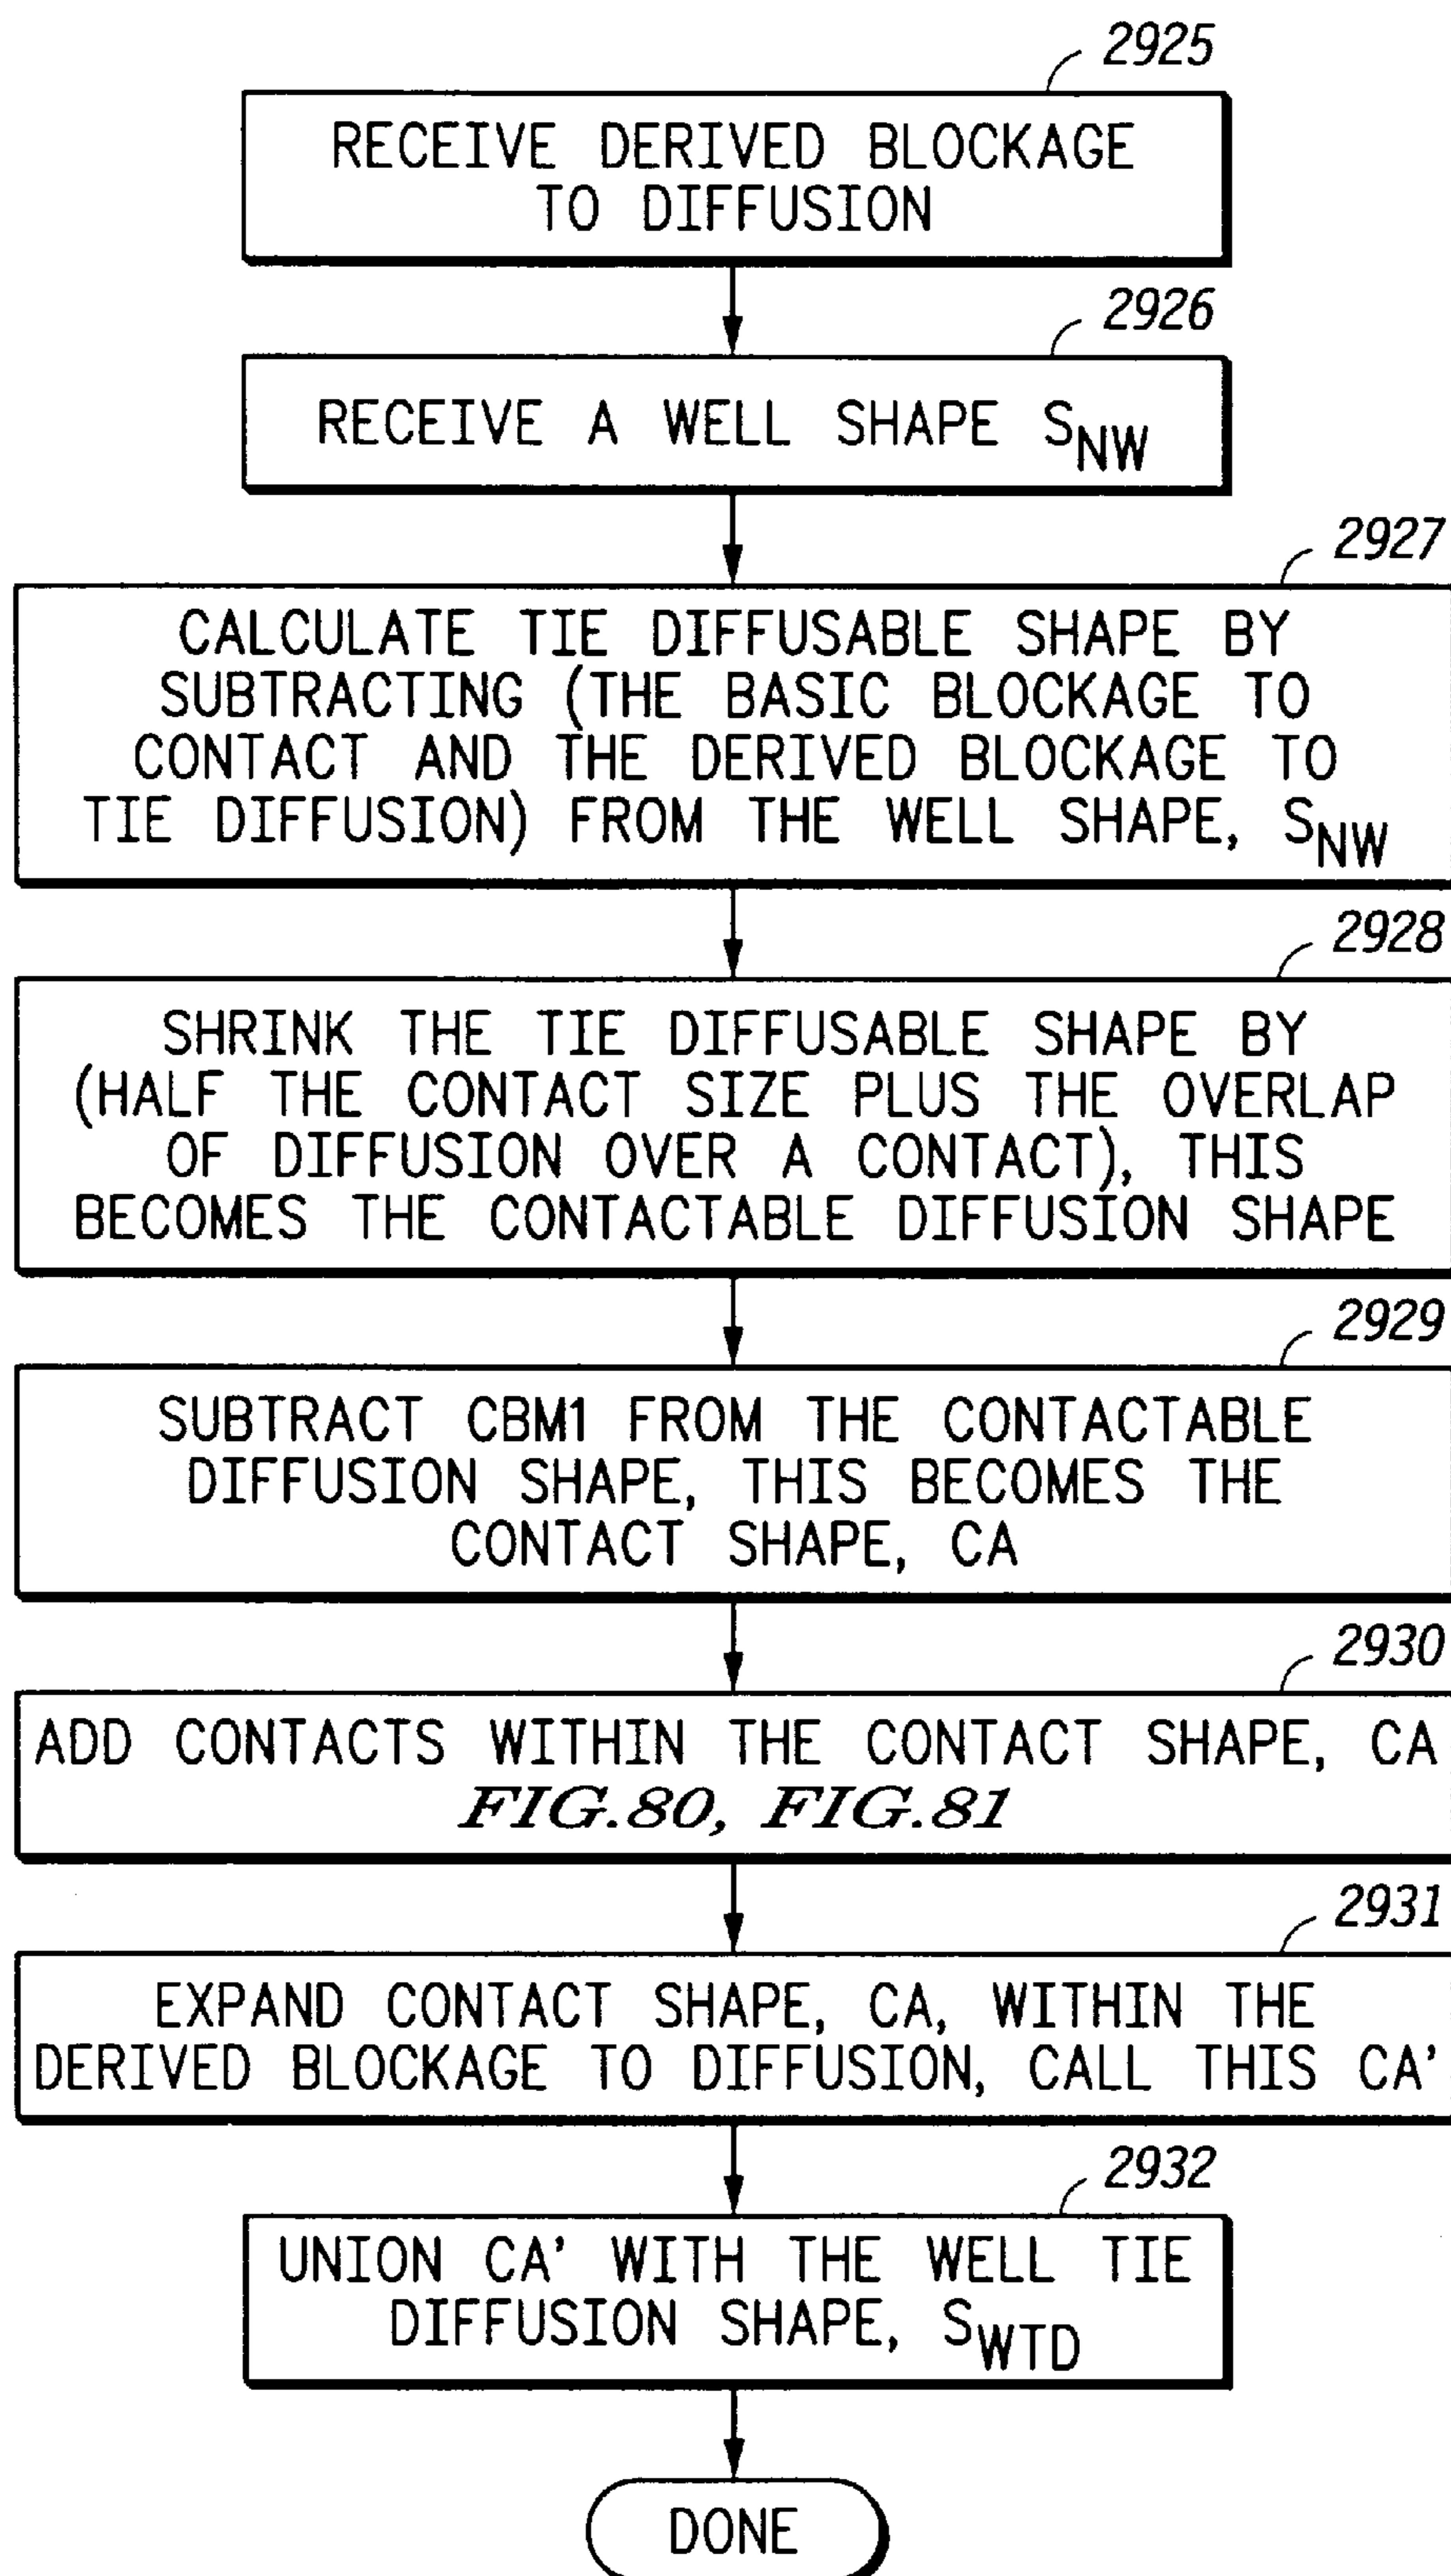 2925
RECEIVE DERIVED BLOCKAGE
TO DIFFUSION
2926
RECEIVE A WELL SHAPE SNW
2927
CALCULATE TIE DIFFUSABLE SHAPE BY
SUBTRACTING (THE BASIC BLOCKAGE TO
CONTACT AND THE DERIVED BLOCKAGE TO
TIE DIFFUSION) FROM THE WELL SHAPE, SNW
2928
SHRINK THE TIE DIFFUSABLE SHAPE BY
(HALF THE CONTACT SIZE PLUS THE OVERLAP
OF DIFFUSION OVER A CONTACT), THIS
BECOMES THE CONTACTABLE DIFFUSION SHAPE
2929
SUBTRACT CBM1 FROM THE CONTACTABLE
DIFFUSION SHAPE, THIS BECOMES THE
CONTACT SHAPE, CA
2930
ADD CONTACTS WITHIN THE CONTACT SHAPE, CA
FIG.80, FIG.81
2931
EXPAND CONTACT SHAPE, CA, WITHIN THE
DERIVED BLOCKAGE TO DIFFUSION, CALL THIS CA'
2932
UNION CA' WITH THE WELL TIE
DIFFUSION SHAPE, SWTD
DONE